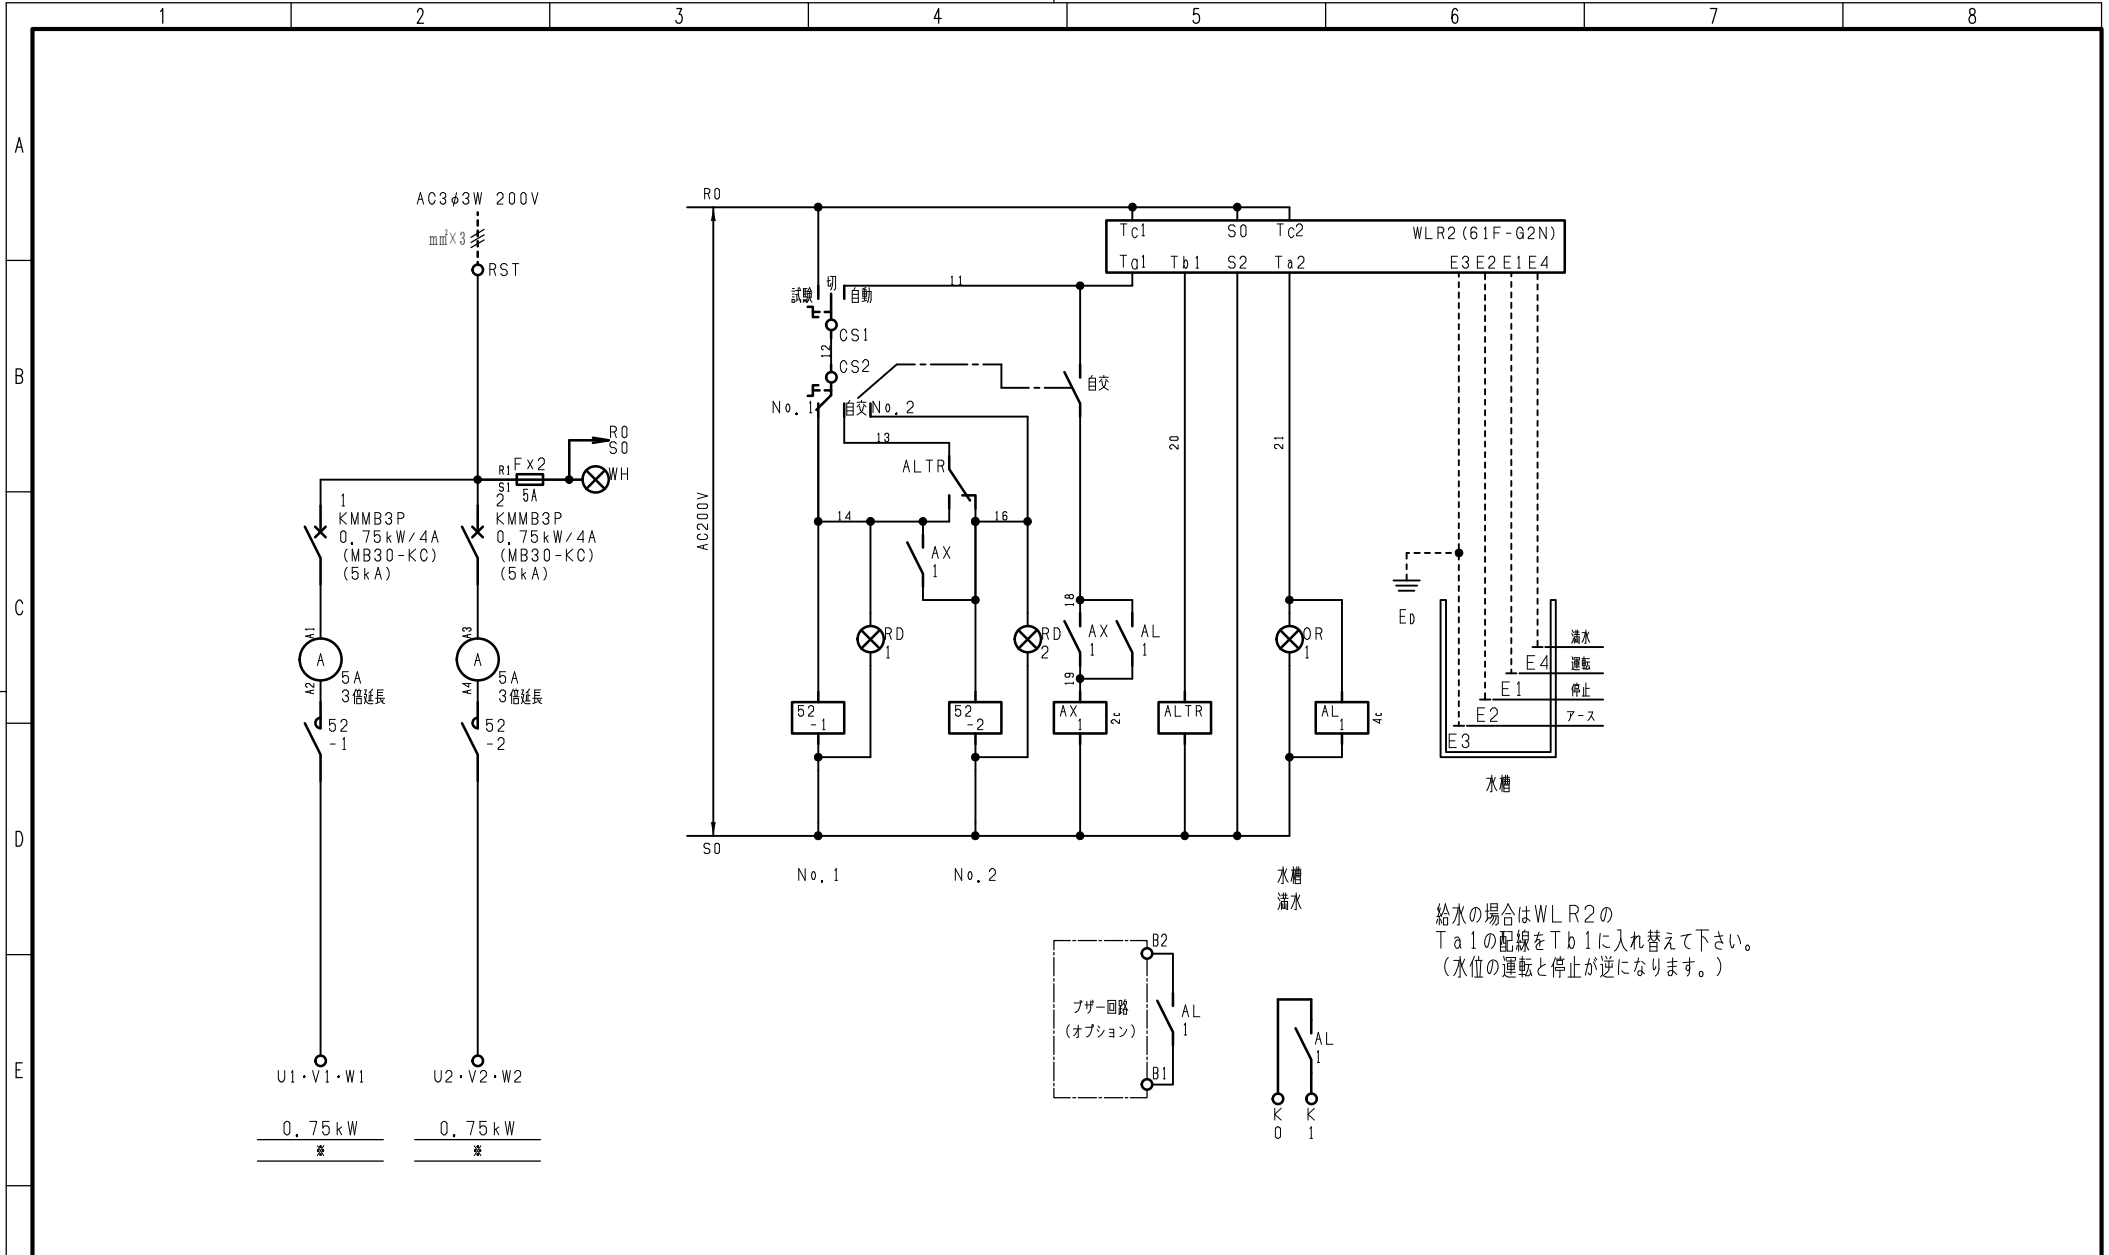 1 2 3 4 5 6 7 8
A
B
C
D
E
AC3φ3W 200V
mm²×3
RST
R0
S0
WH
R1
S1
F×2
5A
1
KMMB3P
0.75kW/4A
(MB30-KC)
(5kA)
2
KMMB3P
0.75kW/4A
(MB30-KC)
(5kA)
A1
A
A2
5A
3倍延長
A3
A
A4
5A
3倍延長
52
-1
52
-2
U1・V1・W1
U2・V2・W2
0.75kW
※
0.75kW
※
R0
AC200V
S0
試験
切
自動
11
CS1
12
CS2
No.1
自交
No.2
自交
13
ALTR
14
16
AX
1
RD
1
RD
2
18
AX
1
AL
1
19
20
21
OR
1
52
-1
52
-2
AX
1
2c
ALTR
AL
1
4c
No.1
No.2
水槽
満水
Tc1 S0 Tc2 WLR2(61F-G2N)
Ta1 Tb1 S2 Ta2 E3 E2 E1 E4
ED
満水
E4
運転
E1
停止
E2
アース
E3
水槽
給水の場合はWLR2の
Ta1の配線をTb1に入れ替えて下さい。
(水位の運転と停止が逆になります。)
B2
ブザー回路
(オプション)
AL
1
B1
AL
1
K
0
K
1